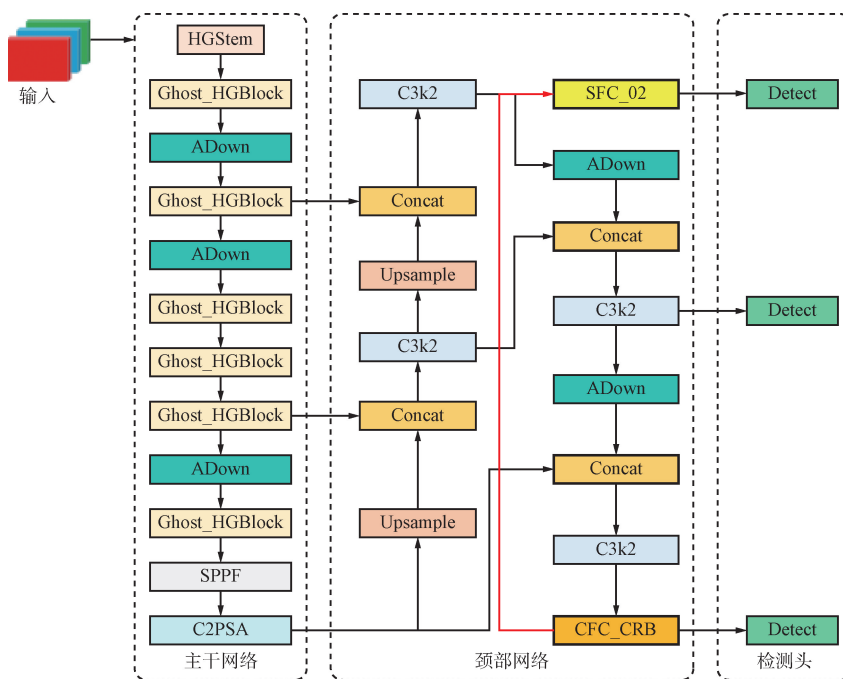 输入
HGStem
Ghost_HGBlock
ADown
Ghost_HGBlock
ADown
Ghost_HGBlock
Ghost_HGBlock
Ghost_HGBlock
ADown
Ghost_HGBlock
SPPF
C2PSA
主干网络
C3k2
Concat
Upsample
C3k2
Concat
Upsample
SFC_02
ADown
Concat
C3k2
ADown
Concat
C3k2
CFC_CRB
颈部网络
Detect
Detect
Detect
检测头